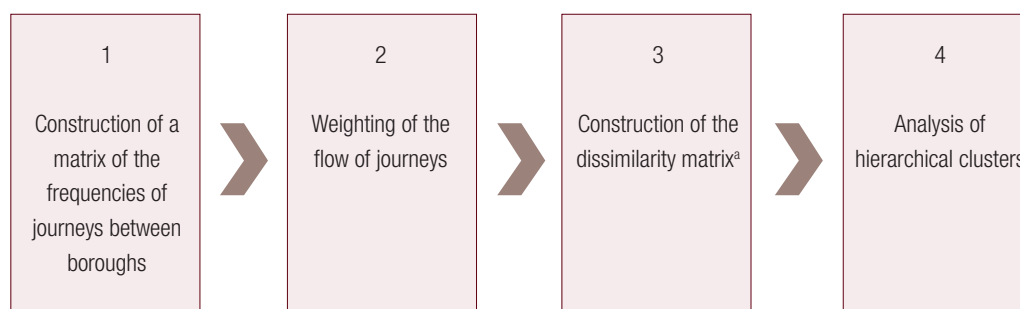 1
Construction of a
matrix of the
frequencies of
journeys between
boroughs
2
Weighting of the
flow of journeys
3
Construction of the
dissimilarity matrixᵃ
4
Analysis of
hierarchical clusters